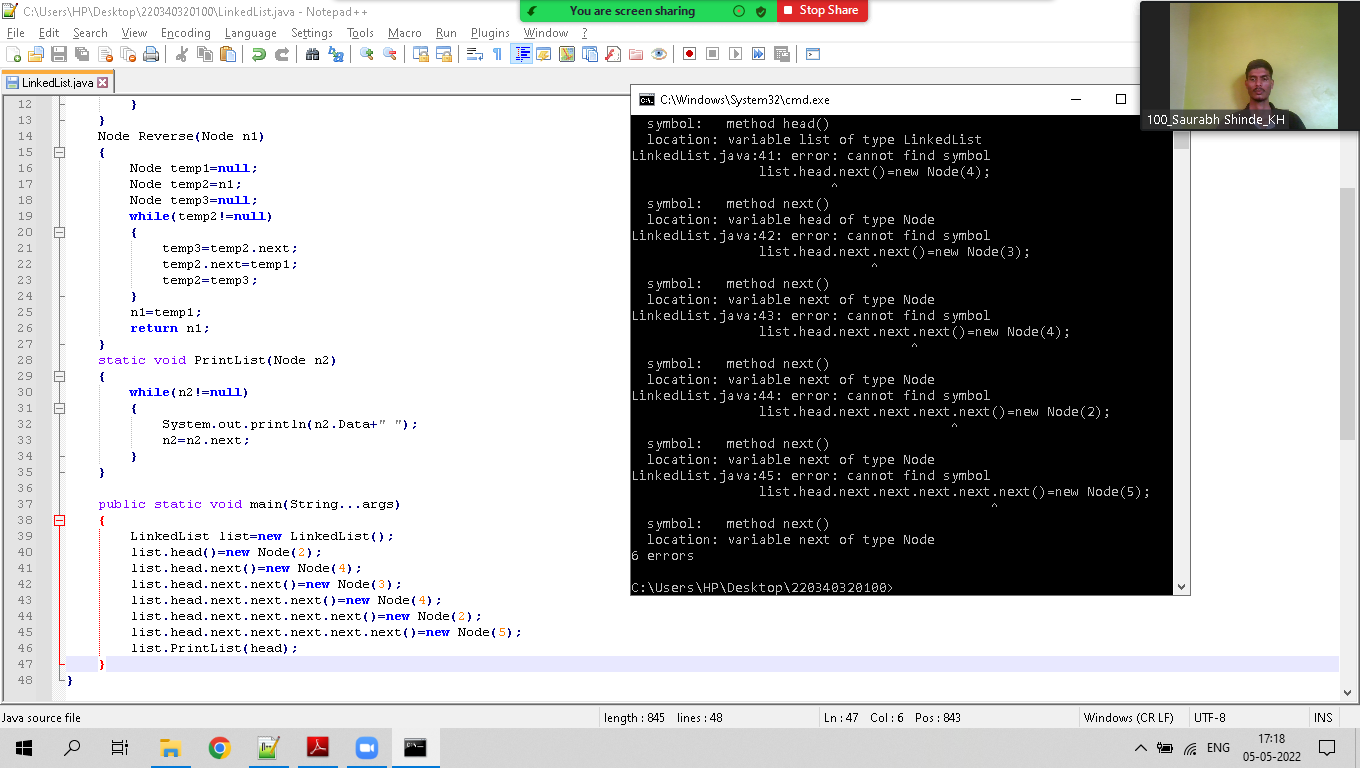 C:\Users\HP\Desktop\220340320100\LinkedList.java - Notepad++
You are screen sharing
Stop Share
File Edit Search View Encoding Language Settings Tools Macro Run Plugins Window ?
LinkedList.java
12 }
13 }
14 Node Reverse(Node n1)
15 {
16 Node temp1=null;
17 Node temp2=n1;
18 Node temp3=null;
19 while(temp2!=null)
20 {
21 temp3=temp2.next;
22 temp2.next=temp1;
23 temp2=temp3;
24 }
25 n1=temp1;
26 return n1;
27 }
28 static void PrintList(Node n2)
29 {
30 while(n2!=null)
31 {
32 System.out.println(n2.Data+" ");
33 n2=n2.next;
34 }
35 }
36
37 public static void main(String...args)
38 {
39 LinkedList list=new LinkedList();
40 list.head()=new Node(2);
41 list.head.next()=new Node(4);
42 list.head.next.next()=new Node(3);
43 list.head.next.next.next()=new Node(4);
44 list.head.next.next.next.next()=new Node(2);
45 list.head.next.next.next.next.next()=new Node(5);
46 list.PrintList(head);
47 }
48 }
C:\Windows\System32\cmd.exe
symbol: method head()
location: variable list of type LinkedList
LinkedList.java:41: error: cannot find symbol
list.head.next()=new Node(4);
^
symbol: method next()
location: variable head of type Node
LinkedList.java:42: error: cannot find symbol
list.head.next.next()=new Node(3);
^
symbol: method next()
location: variable next of type Node
LinkedList.java:43: error: cannot find symbol
list.head.next.next.next()=new Node(4);
^
symbol: method next()
location: variable next of type Node
LinkedList.java:44: error: cannot find symbol
list.head.next.next.next.next()=new Node(2);
^
symbol: method next()
location: variable next of type Node
LinkedList.java:45: error: cannot find symbol
list.head.next.next.next.next.next()=new Node(5);
^
symbol: method next()
location: variable next of type Node
6 errors
C:\Users\HP\Desktop\220340320100>
100_Saurabh Shinde_KH
Java source file
length : 845 lines : 48
Ln : 47 Col : 6 Pos : 843
Windows (CR LF)
UTF-8
INS
ENG
17:18
05-05-2022